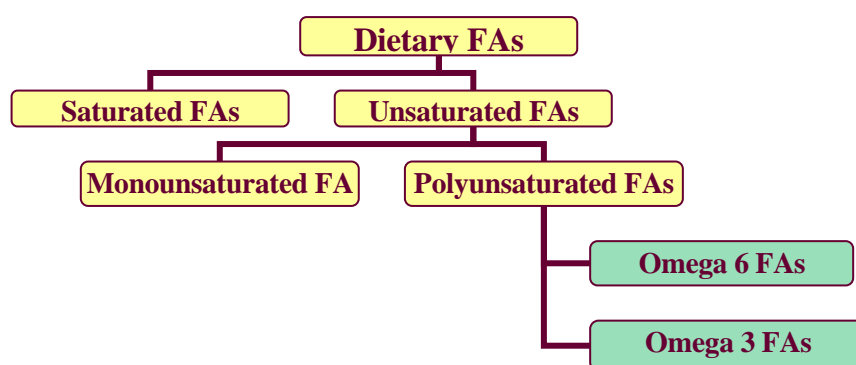 Dietary FAs
Saturated FAs
Unsaturated FAs
Monounsaturated FA
Polyunsaturated FAs
Omega 6 FAs
Omega 3 FAs